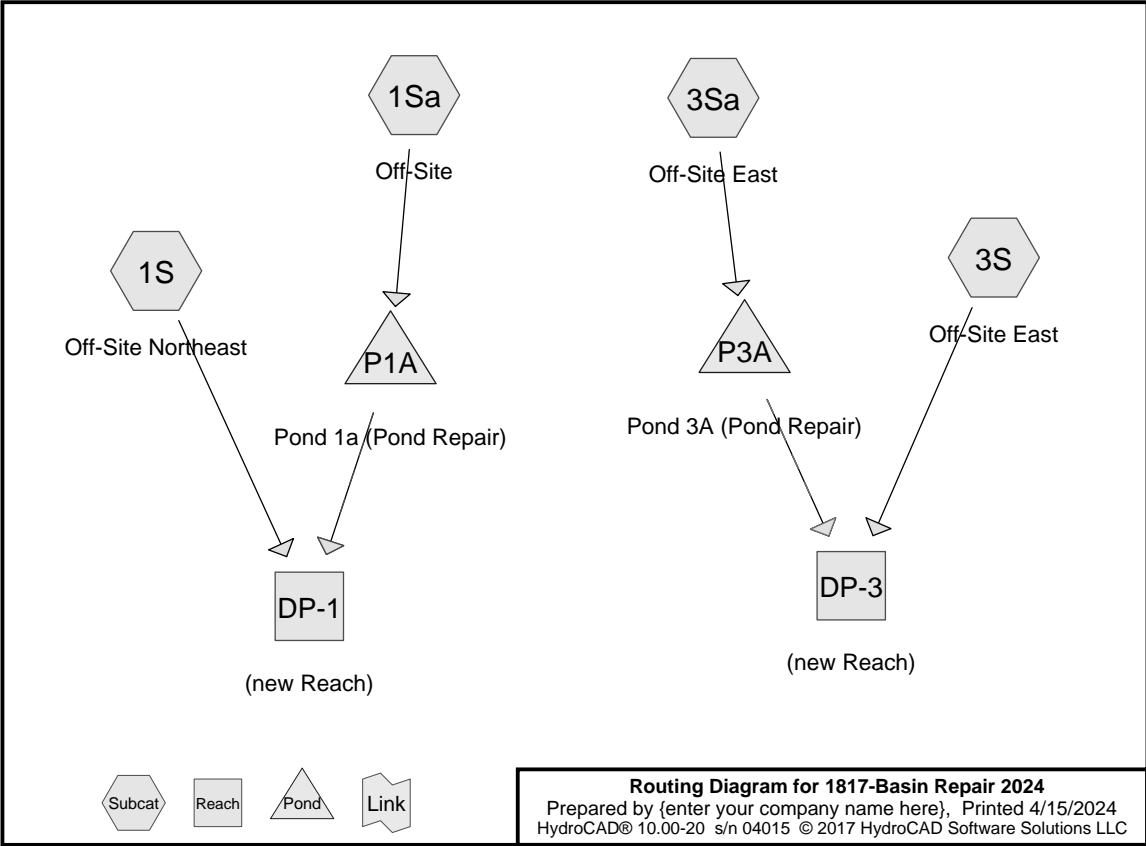 1Sa
Off-Site
3Sa
Off-Site East
1S
Off-Site Northeast
3S
Off-Site East
P1A
Pond 1a (Pond Repair)
P3A
Pond 3A (Pond Repair)
DP-1
(new Reach)
DP-3
(new Reach)
Subcat
Reach
Pond
Link
Routing Diagram for 1817-Basin Repair 2024
Prepared by {enter your company name here}, Printed 4/15/2024
HydroCAD® 10.00-20 s/n 04015 © 2017 HydroCAD Software Solutions LLC